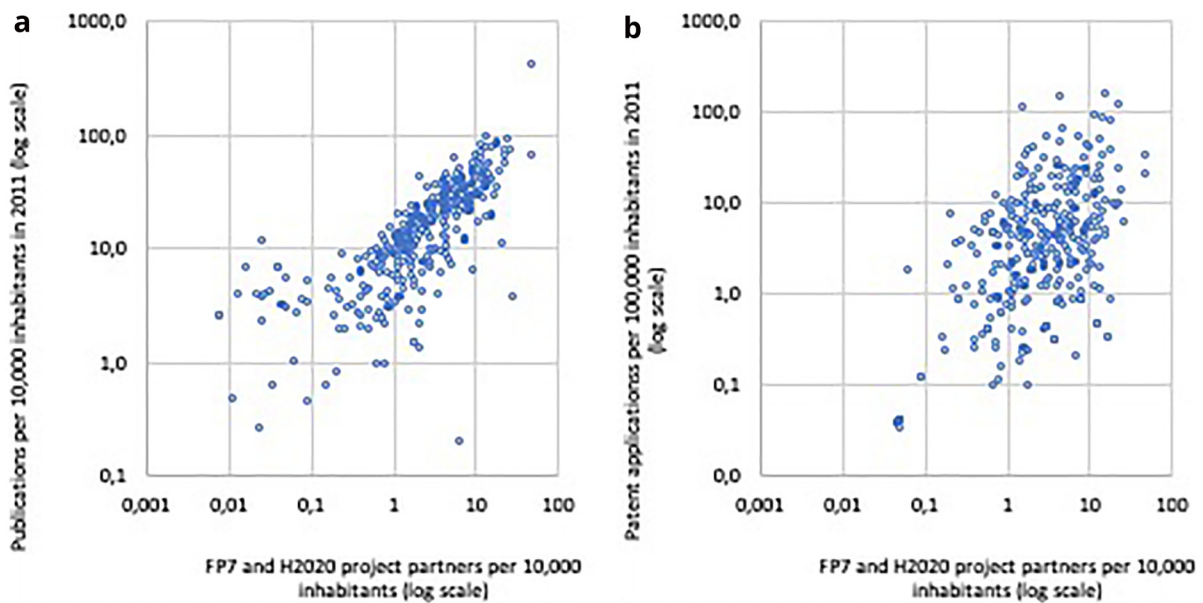 a
Publications per 10,000 inhabitants in 2011 (log scale)
1000,0
100,0
10,0
1,0
0,1
0,001 0,01 0,1 1 10 100
FP7 and H2020 project partners per 10,000
inhabitants (log scale)
b
Patent applicationss per 100,000 inhabitants in 2011
(log scale)
1000,0
100,0
10,0
1,0
0,1
0,0
0,001 0,01 0,1 1 10 100
FP7 and H2020 project partners per 10,000
inhabitants (log scale)